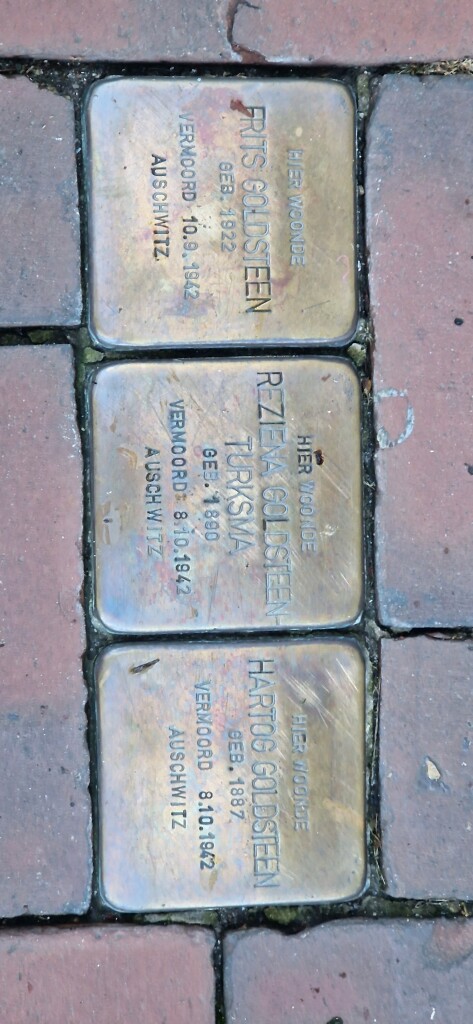 HIER WOONDE
FRITS GOLDSTEEN
GEB. 1922
VERMOORD 10.9.1942
AUSCHWITZ
HIER WOONDE
REZIENA GOLDSTEEN-
TURKSMA
GEB. 1890
VERMOORD 8.10.1942
AUSCHWITZ
HIER WOONDE
HARTOG GOLDSTEEN
GEB. 1887
VERMOORD 8.10.1942
AUSCHWITZ